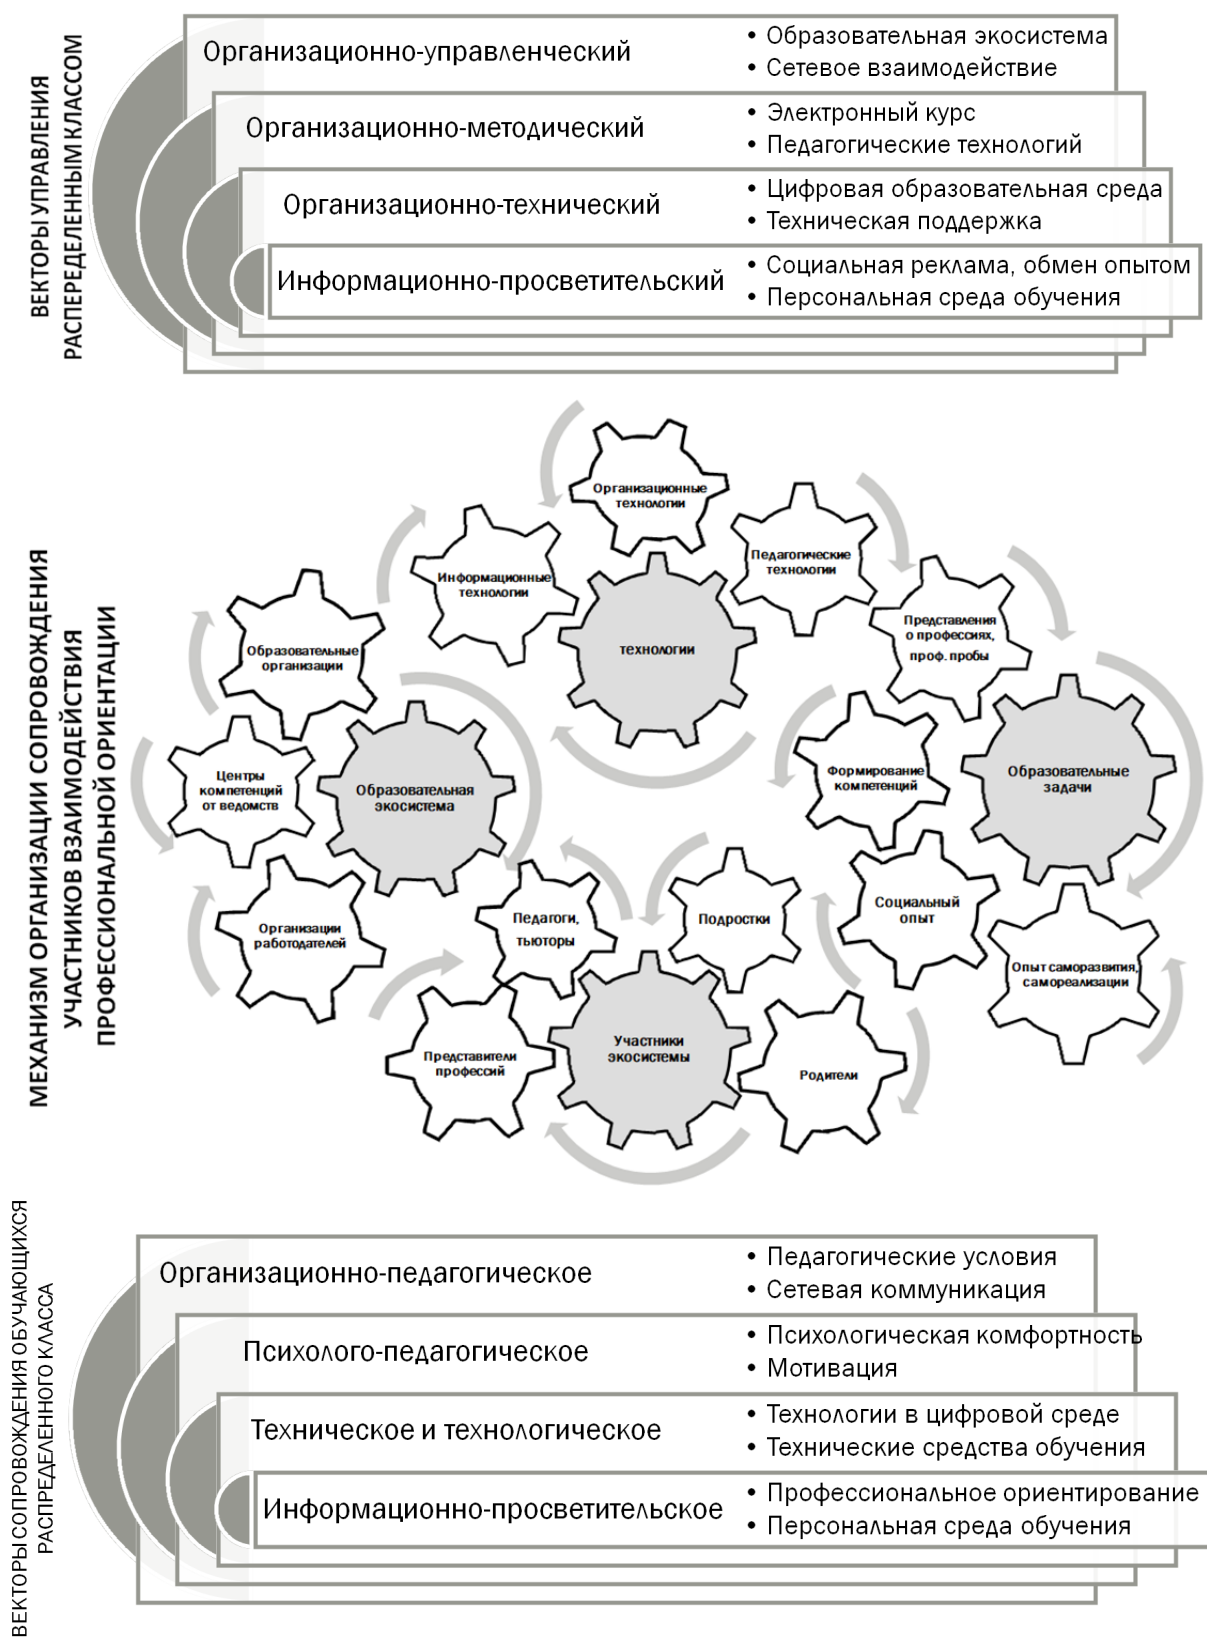 ВЕКТОРЫ УПРАВЛЕНИЯ
РАСПРЕДЕЛЕННЫМ КЛАССОМ
Организационно-управленческий
• Образовательная экосистема
• Сетевое взаимодействие
Организационно-методический
• Электронный курс
• Педагогические технологий
Организационно-технический
• Цифровая образовательная среда
• Техническая поддержка
Информационно-просветительский
• Социальная реклама, обмен опытом
• Персональная среда обучения
МЕХАНИЗМ ОРГАНИЗАЦИИ СОПРОВОЖДЕНИЯ
УЧАСТНИКОВ ВЗАИМОДЕЙСТВИЯ
ПРОФЕССИОНАЛЬНОЙ ОРИЕНТАЦИИ
Организационные
технологии
Педагогические
технологии
Информационные
технологии
Представления
о профессиях,
проф. пробы
технологии
Образовательные
организации
Центры
компетенций
от ведомств
Образовательная
экосистема
Формирование
компетенций
Образовательные
задачи
Организации
работодателей
Педагоги,
тьюторы
Подростки
Социальный
опыт
Опыт саморазвития,
самореализации
Представители
профессий
Участники
экосистемы
Родители
ВЕКТОРЫ СОПРОВОЖДЕНИЯ ОБУЧАЮЩИХСЯ
РАСПРЕДЕЛЕННОГО КЛАССА
Организационно-педагогическое
• Педагогические условия
• Сетевая коммуникация
Психолого-педагогическое
• Психологическая комфортность
• Мотивация
Техническое и технологическое
• Технологии в цифровой среде
• Технические средства обучения
Информационно-просветительское
• Профессиональное ориентирование
• Персональная среда обучения